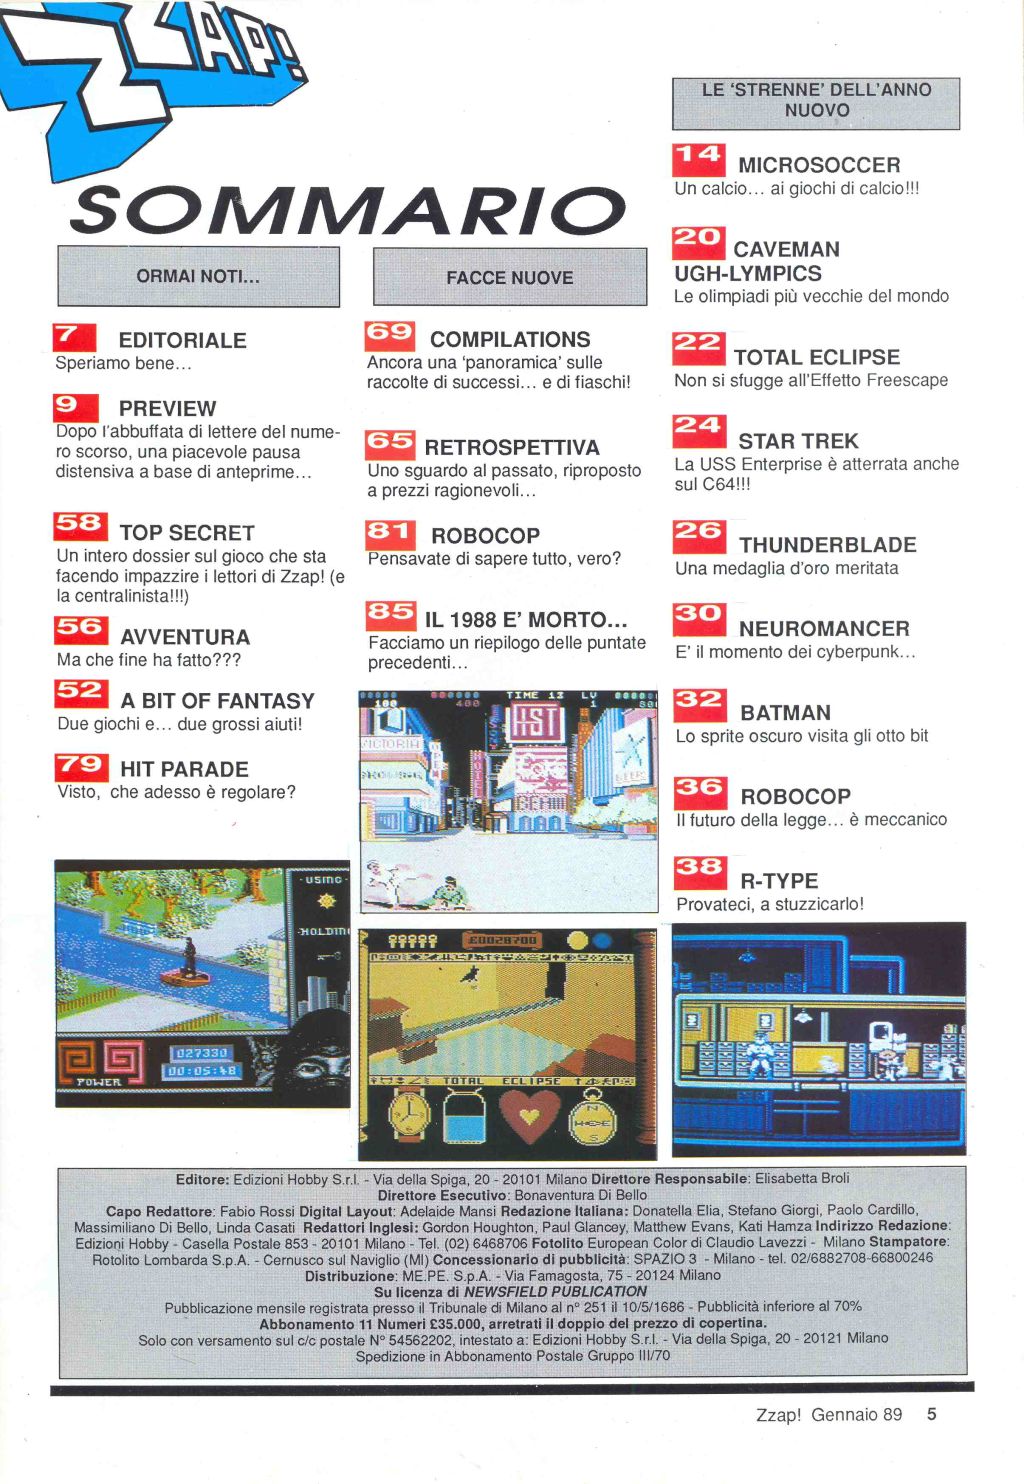 ZZAP!
SOMMARIO
ORMAI NOTI...
7 EDITORIALE
Speriamo bene...
9 PREVIEW
Dopo l'abbuffata di lettere del nume-
ro scorso, una piacevole pausa
distensiva a base di anteprime...
58 TOP SECRET
Un intero dossier sul gioco che sta
facendo impazzire i lettori di Zzap! (e
la centralinista!!!)
56 AVVENTURA
Ma che fine ha fatto???
52 A BIT OF FANTASY
Due giochi e... due grossi aiuti!
79 HIT PARADE
Visto, che adesso è regolare?
FACCE NUOVE
69 COMPILATIONS
Ancora una 'panoramica' sulle
raccolte di successi... e di fiaschi!
65 RETROSPETTIVA
Uno sguardo al passato, riproposto
a prezzi ragionevoli...
81 ROBOCOP
Pensavate di sapere tutto, vero?
85 IL 1988 E' MORTO...
Facciamo un riepilogo delle puntate
precedenti...
LE 'STRENNE' DELL'ANNO
NUOVO
14 MICROSOCCER
Un calcio... ai giochi di calcio!!!
20 CAVEMAN
UGH-LYMPICS
Le olimpiadi più vecchie del mondo
22 TOTAL ECLIPSE
Non si sfugge all'Effetto Freescape
24 STAR TREK
La USS Enterprise è atterrata anche
sul C64!!!
26 THUNDERBLADE
Una medaglia d'oro meritata
30 NEUROMANCER
E' il momento dei cyberpunk...
32 BATMAN
Lo sprite oscuro visita gli otto bit
36 ROBOCOP
Il futuro della legge... è meccanico
38 R-TYPE
Provateci, a stuzzicarlo!
TIME 13 LV
100 400 1
HST
VICTORIA
HOTEL
BEER
USING
HOLDING
POWER
027330
00:05:48
£0028700
TOTAL ECLIPSE
Editore: Edizioni Hobby S.r.l. - Via della Spiga, 20 - 20101 Milano Direttore Responsabile: Elisabetta Broli
Direttore Esecutivo: Bonaventura Di Bello
Capo Redattore: Fabio Rossi Digital Layout: Adelaide Mansi Redazione Italiana: Donatella Elia, Stefano Giorgi, Paolo Cardillo,
Massimiliano Di Bello, Linda Casati Redattori Inglesi: Gordon Houghton, Paul Glancey, Matthew Evans, Kati Hamza Indirizzo Redazione:
Edizioni Hobby - Casella Postale 853 - 20101 Milano - Tel. (02) 6468706 Fotolito European Color di Claudio Lavezzi - Milano Stampatore:
Rotolito Lombarda S.p.A. - Cernusco sul Naviglio (MI) Concessionario di pubblicità: SPAZIO 3 - Milano - tel. 02/6882708-66800246
Distribuzione: ME.PE. S.p.A. - Via Famagosta, 75 - 20124 Milano
Su licenza di NEWSFIELD PUBLICATION
Pubblicazione mensile registrata presso il Tribunale di Milano al n° 251 il 10/5/1686 - Pubblicità inferiore al 70%
Abbonamento 11 Numeri £35.000, arretrati il doppio del prezzo di copertina.
Solo con versamento sul c/c postale N° 54562202, intestato a: Edizioni Hobby S.r.l. - Via della Spiga, 20 - 20121 Milano
Spedizione in Abbonamento Postale Gruppo III/70
Zzap! Gennaio 89 5